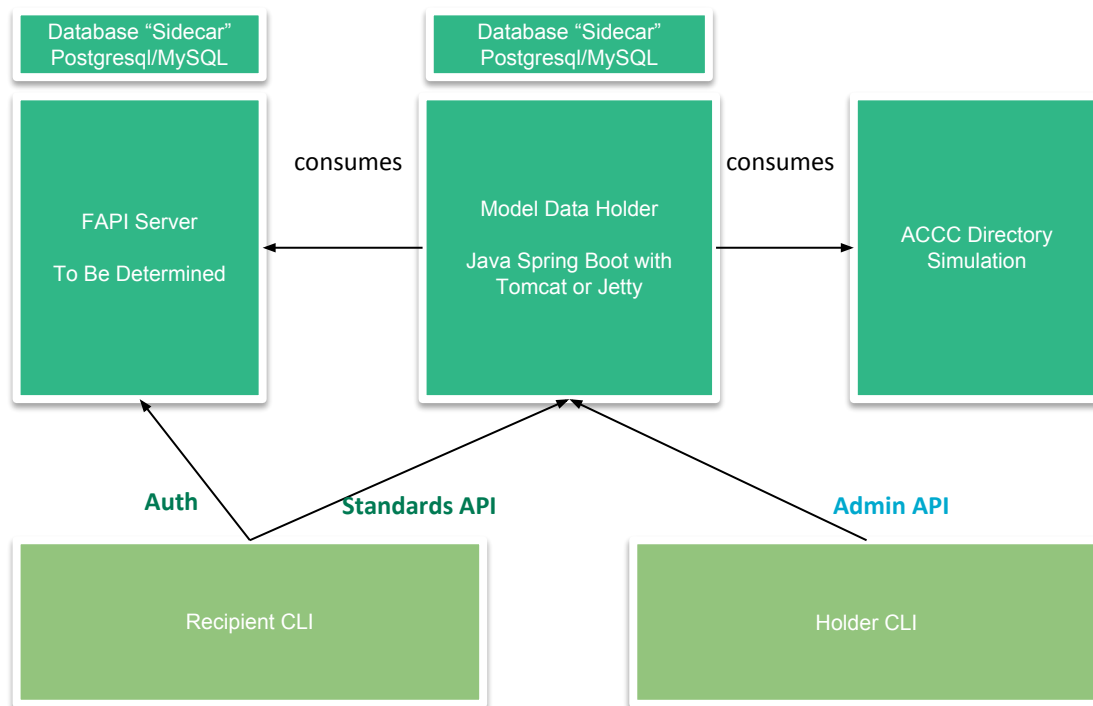 Database “Sidecar”
Postgresql/MySQL
Database “Sidecar”
Postgresql/MySQL
FAPI Server
To Be Determined
consumes
Model Data Holder
Java Spring Boot with
Tomcat or Jetty
consumes
ACCC Directory
Simulation
Auth
Standards API
Admin API
Recipient CLI
Holder CLI